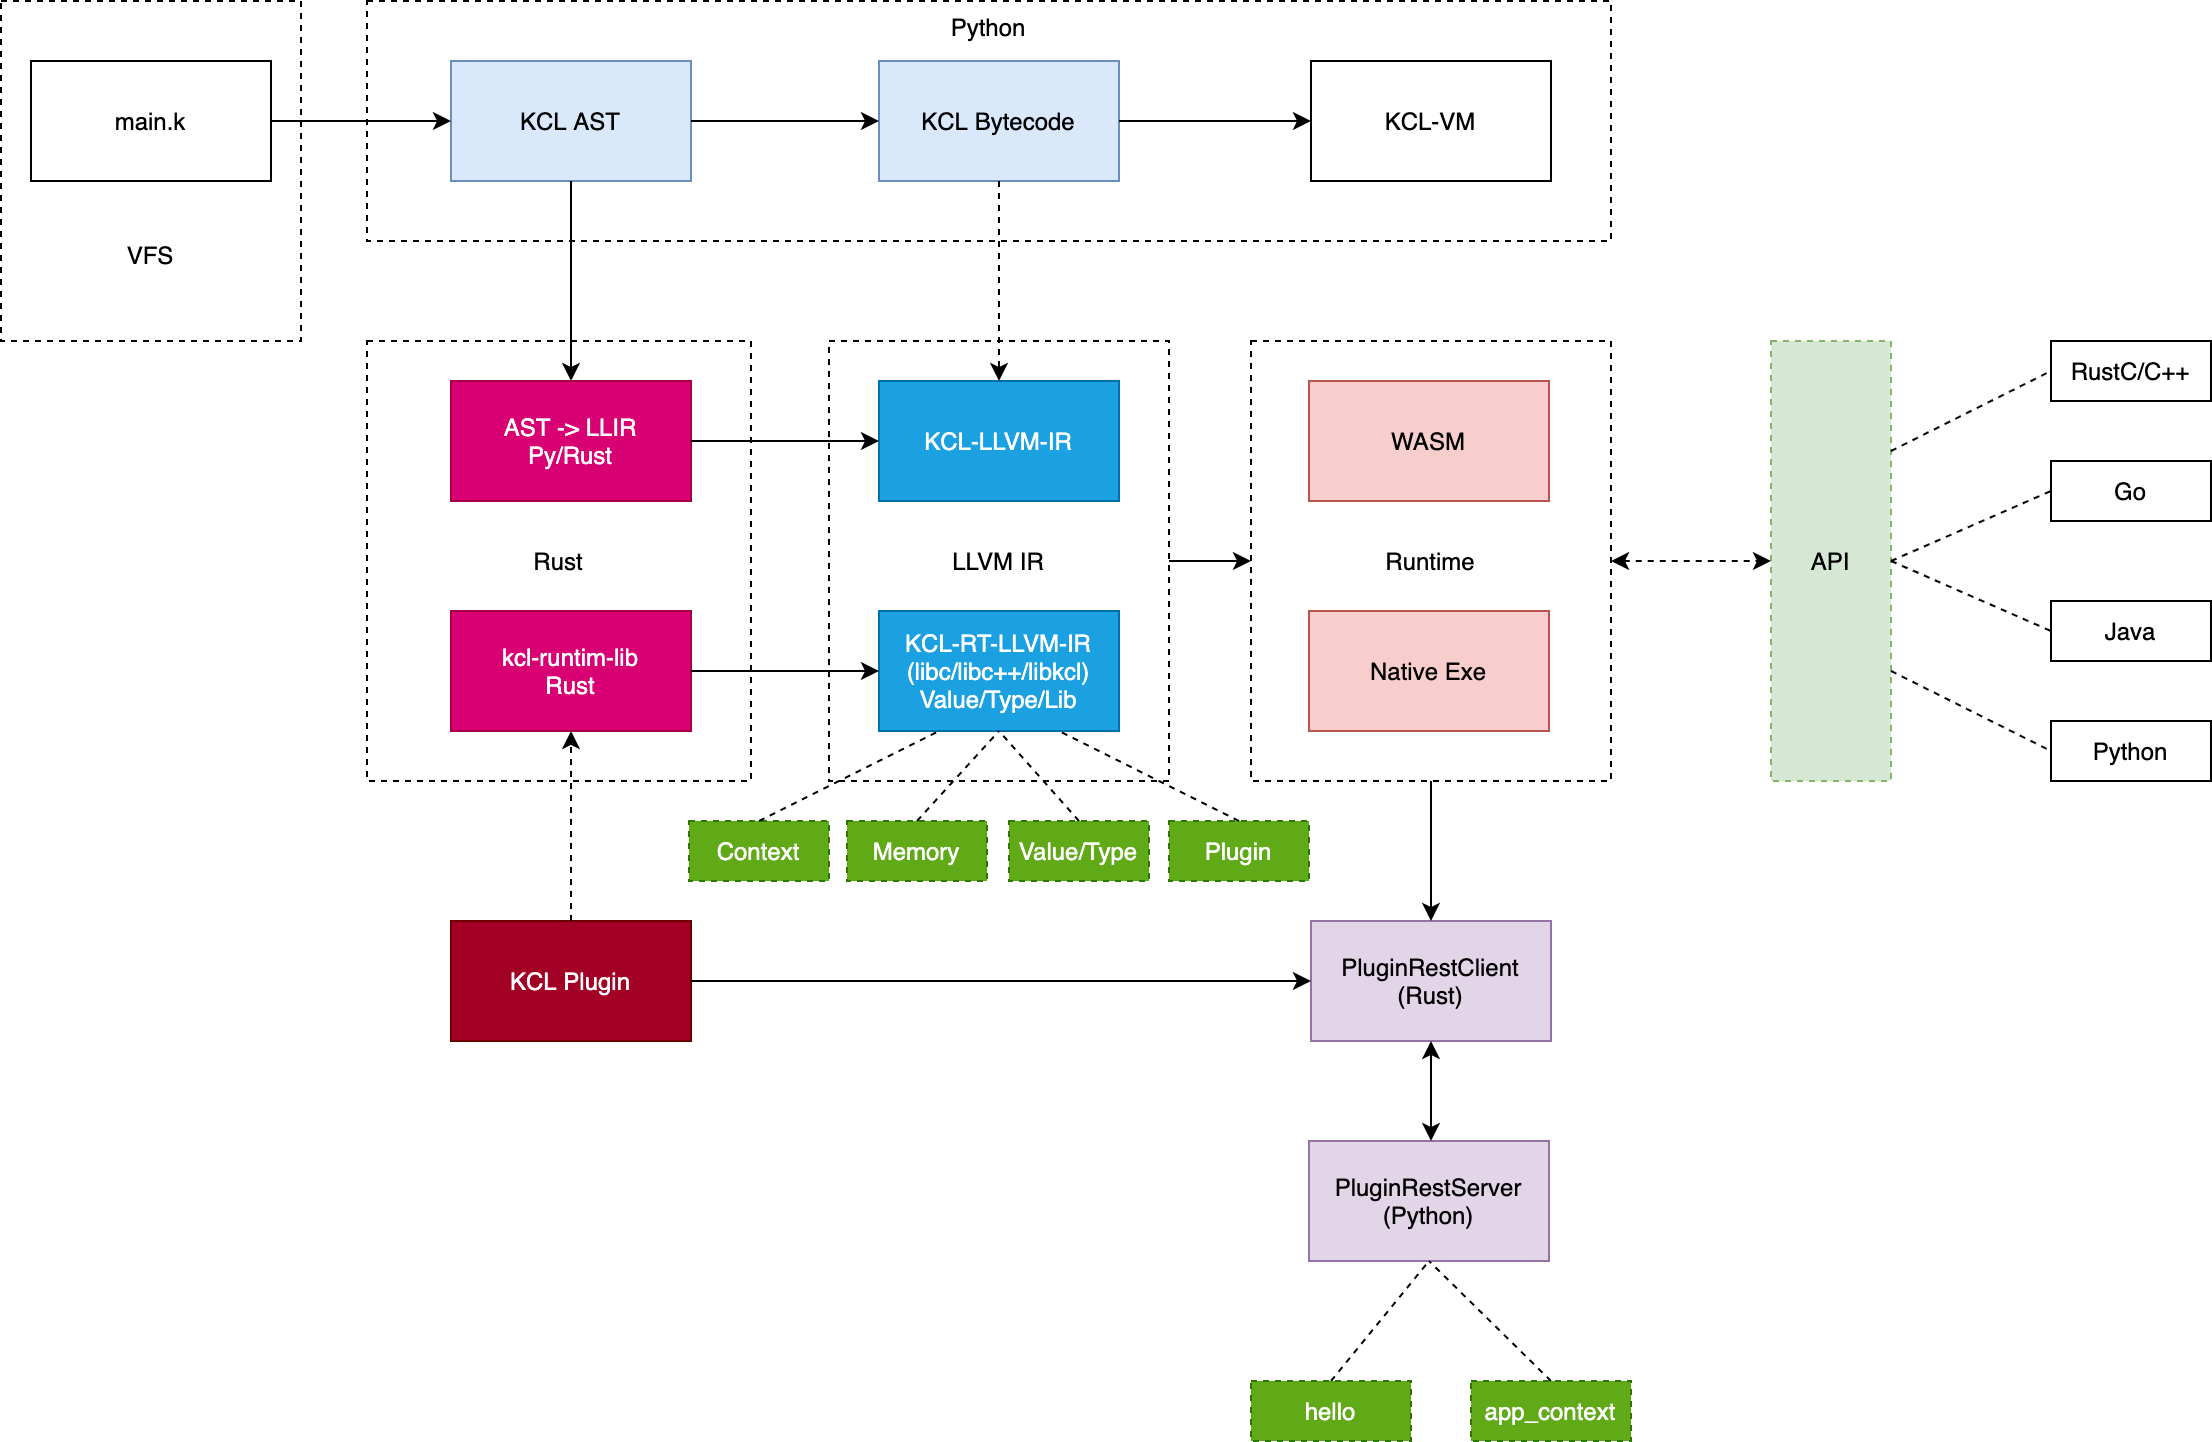 Python
main.k
KCL AST
KCL Bytecode
KCL-VM
VFS
AST -> LLIR
Py/Rust
KCL-LLVM-IR
WASM
Rust
LLVM IR
Runtime
kcl-runtim-lib
Rust
KCL-RT-LLVM-IR
(libc/libc++/libkcl)
Value/Type/Lib
Native Exe
API
RustC/C++
Go
Java
Python
Context
Memory
Value/Type
Plugin
KCL Plugin
PluginRestClient
(Rust)
PluginRestServer
(Python)
hello
app_context